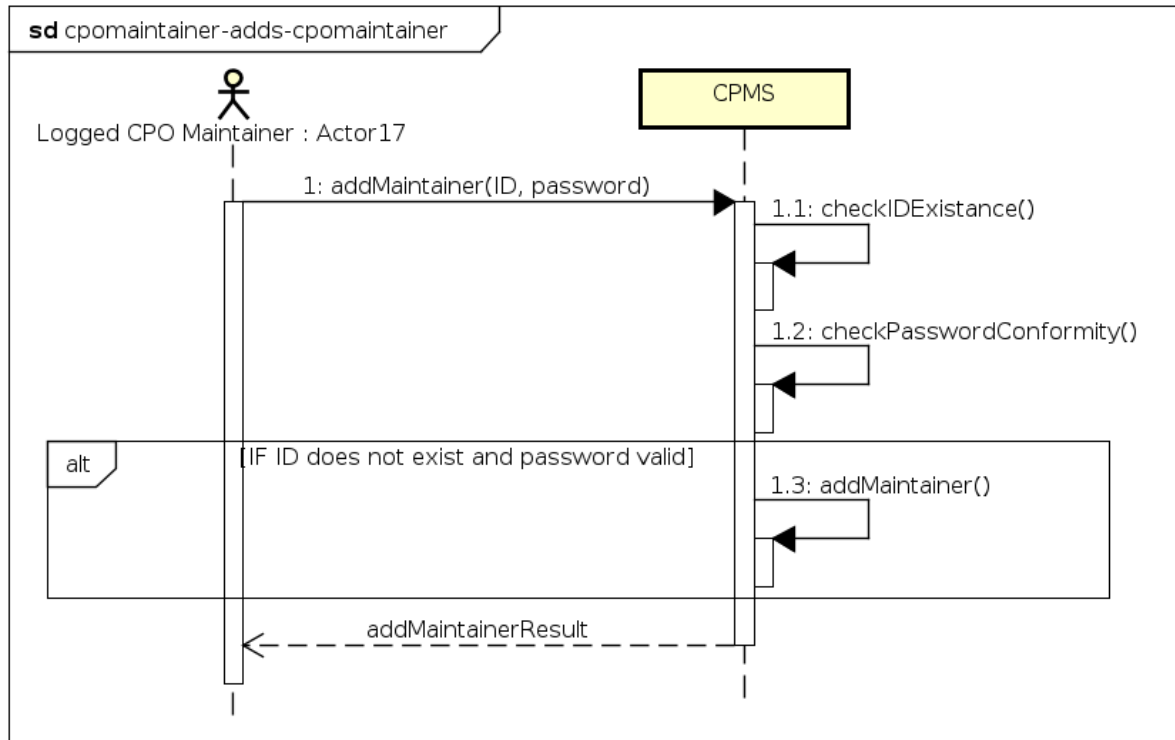 sd cpomaintainer-adds-cpomaintainer
CPMS
Logged CPO Maintainer : Actor17
1: addMaintainer(ID, password)
1.1: checkIDExistance()
1.2: checkPasswordConformity()
alt
[IF ID does not exist and password valid]
1.3: addMaintainer()
addMaintainerResult